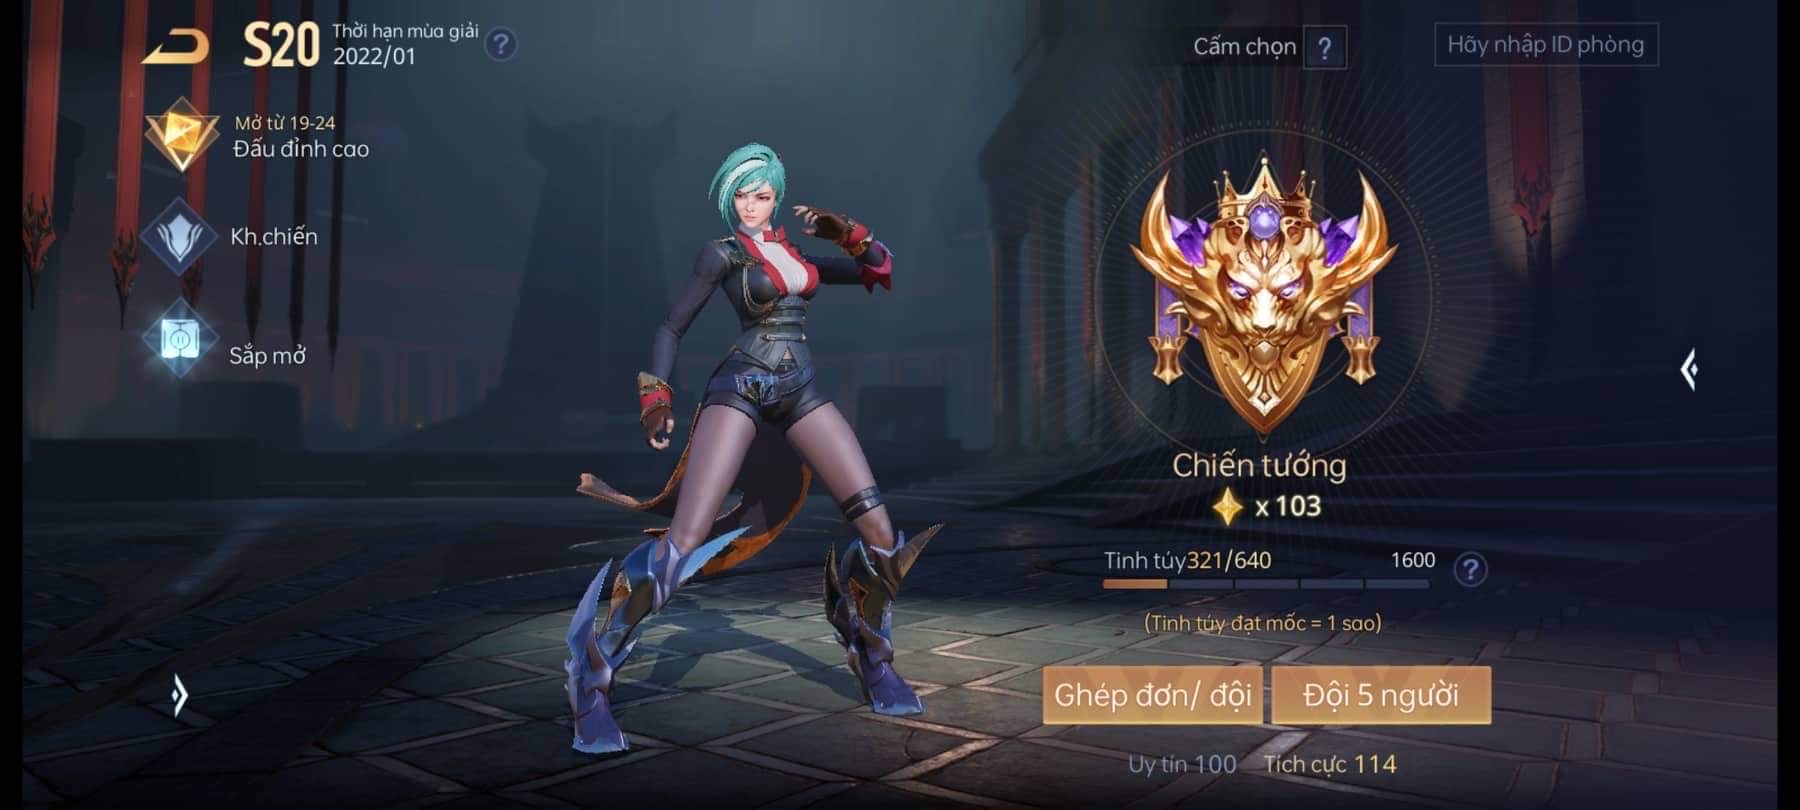 S20
Thời hạn mùa giải
2022/01
?
Mở từ 19-24
Đấu đỉnh cao
Kh.chiến
Sắp mở
Cấm chọn
?
Hãy nhập ID phòng
Chiến tướng
x 103
Tinh túy321/640
1600
?
(Tinh túy đạt mốc = 1 sao)
Ghép đơn/ đội
Đội 5 người
Uy tín 100
Tích cực 114